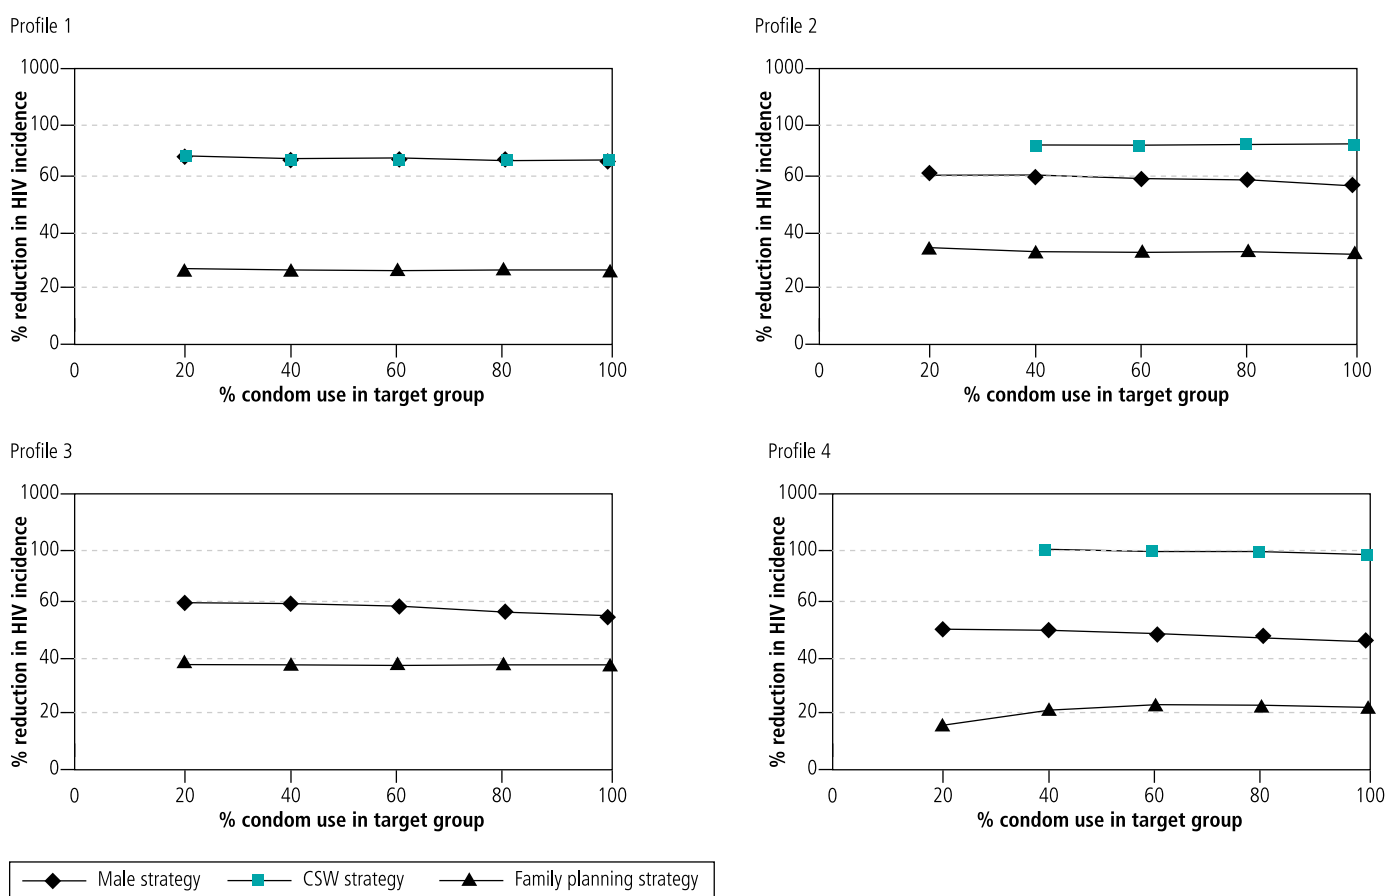 Profile 1
% reduction in HIV incidence
1000
100
60
40
20
0
0 20 40 60 80 100
% condom use in target group
Profile 2
% reduction in HIV incidence
1000
100
60
40
20
0
0 20 40 60 80 100
% condom use in target group
Profile 3
% reduction in HIV incidence
1000
100
60
40
20
0
0 20 40 60 80 100
% condom use in target group
Profile 4
% reduction in HIV incidence
1000
100
60
40
20
0
0 20 40 60 80 100
% condom use in target group
Male strategy CSW strategy Family planning strategy